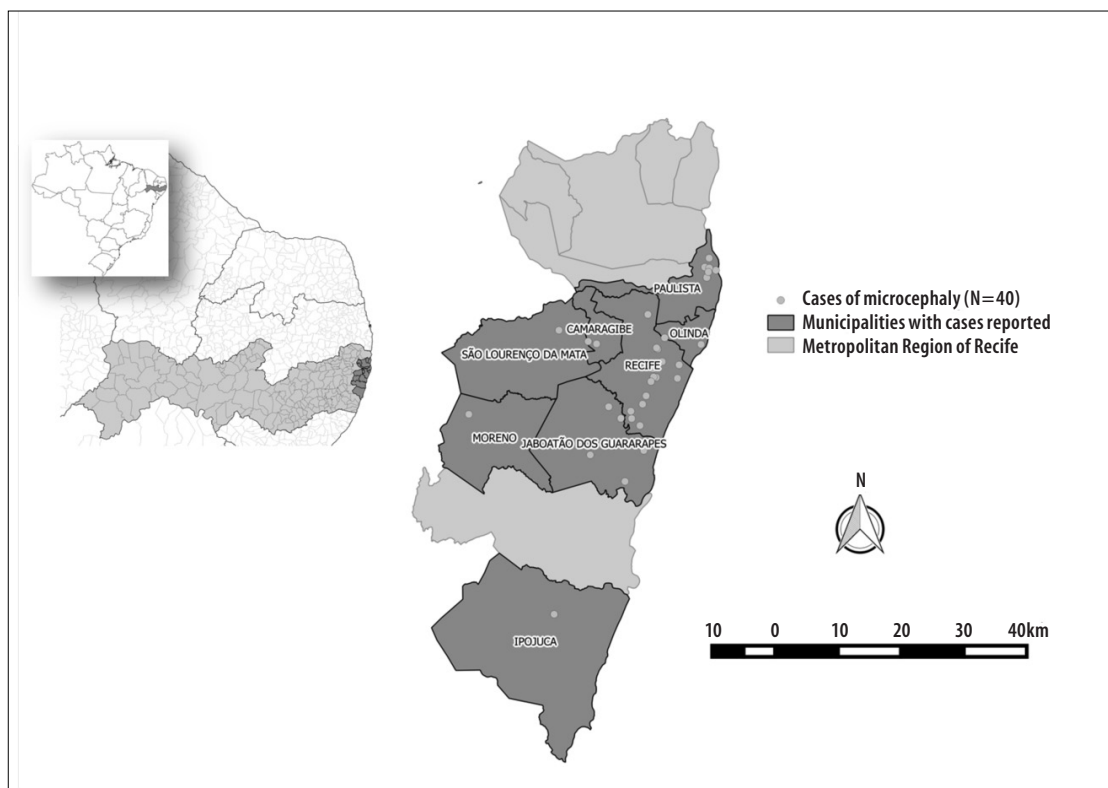 PAULISTA
CAMARAGIBE
OLINDA
SÃO LOURENÇO DA MATA
RECIFE
MORENO
JABOATÃO DOS GUARARAPES
IPOJUCA
Cases of microcephaly (N=40)
Municipalities with cases reported
Metropolitan Region of Recife
N
10 0 10 20 30 40km